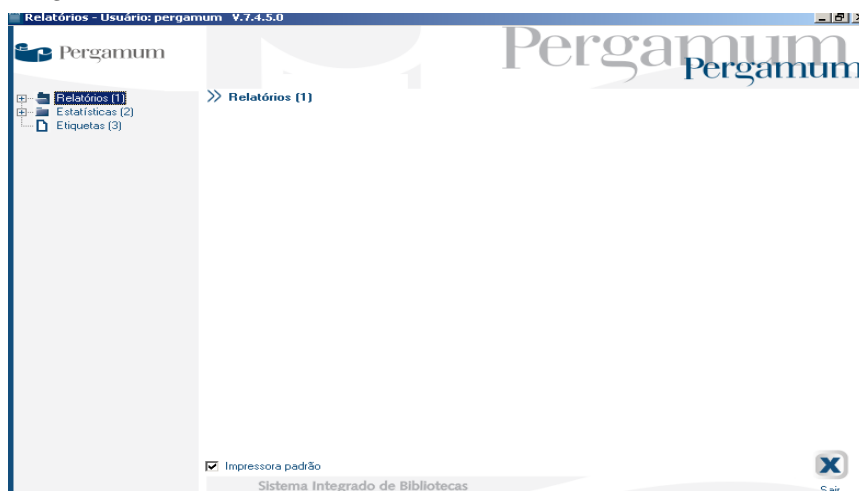 Relatórios - Usuário: pergamum V.7.4.5.0
Pergamum
Pergamum
Pergamum
Relatórios (1)
Estatísticas (2)
Etiquetas (3)
Relatórios (1)
Impressora padrão
Sistema Integrado de Bibliotecas
Sair